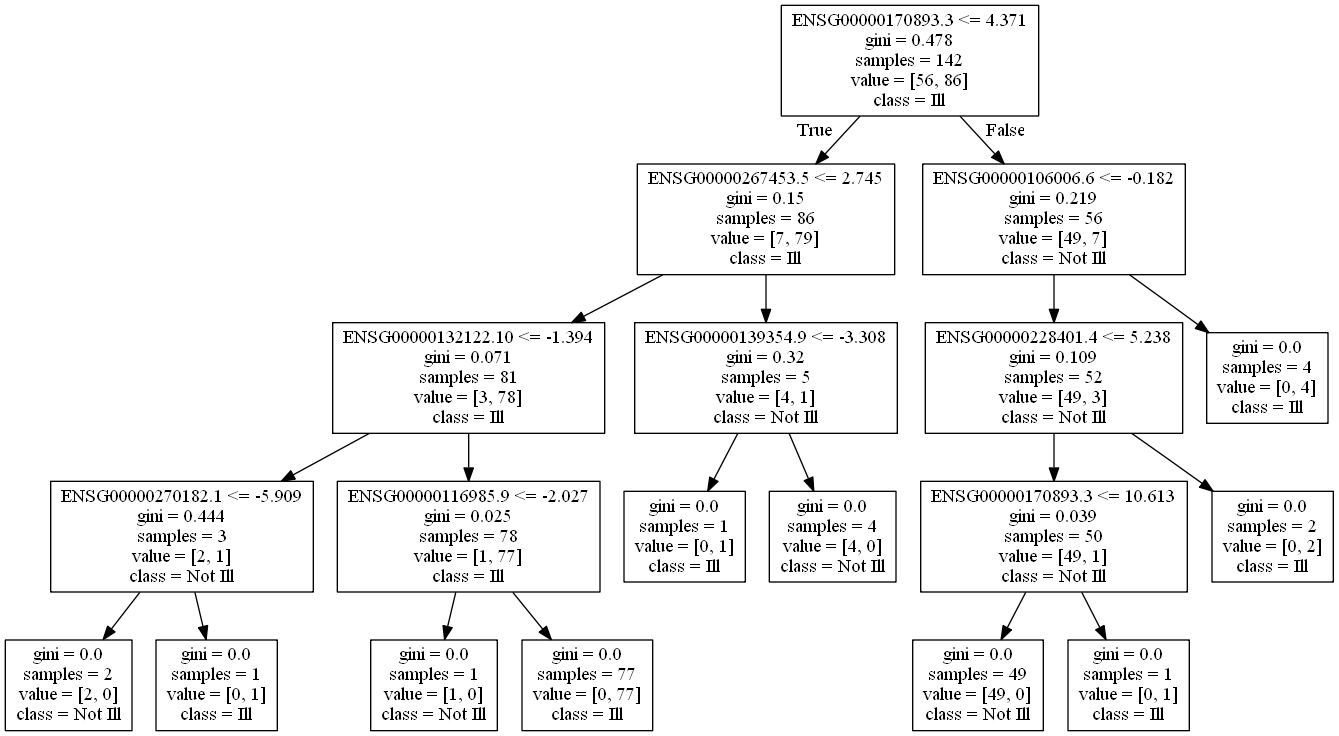 ENSG00000170893.3 <= 4.371
gini = 0.478
samples = 142
value = [56, 86]
class = Ill
True
False
ENSG00000267453.5 <= 2.745
gini = 0.15
samples = 86
value = [7, 79]
class = Ill
ENSG00000106006.6 <= -0.182
gini = 0.219
samples = 56
value = [49, 7]
class = Not Ill
ENSG00000132122.10 <= -1.394
gini = 0.071
samples = 81
value = [3, 78]
class = Ill
ENSG00000139354.9 <= -3.308
gini = 0.32
samples = 5
value = [4, 1]
class = Not Ill
ENSG00000228401.4 <= 5.238
gini = 0.109
samples = 52
value = [49, 3]
class = Not Ill
gini = 0.0
samples = 4
value = [0, 4]
class = Ill
ENSG00000270182.1 <= -5.909
gini = 0.444
samples = 3
value = [2, 1]
class = Not Ill
ENSG00000116985.9 <= -2.027
gini = 0.025
samples = 78
value = [1, 77]
class = Ill
gini = 0.0
samples = 1
value = [0, 1]
class = Ill
gini = 0.0
samples = 4
value = [4, 0]
class = Not Ill
ENSG00000170893.3 <= 10.613
gini = 0.039
samples = 50
value = [49, 1]
class = Not Ill
gini = 0.0
samples = 2
value = [0, 2]
class = Ill
gini = 0.0
samples = 2
value = [2, 0]
class = Not Ill
gini = 0.0
samples = 1
value = [0, 1]
class = Ill
gini = 0.0
samples = 1
value = [1, 0]
class = Not Ill
gini = 0.0
samples = 77
value = [0, 77]
class = Ill
gini = 0.0
samples = 49
value = [49, 0]
class = Not Ill
gini = 0.0
samples = 1
value = [0, 1]
class = Ill